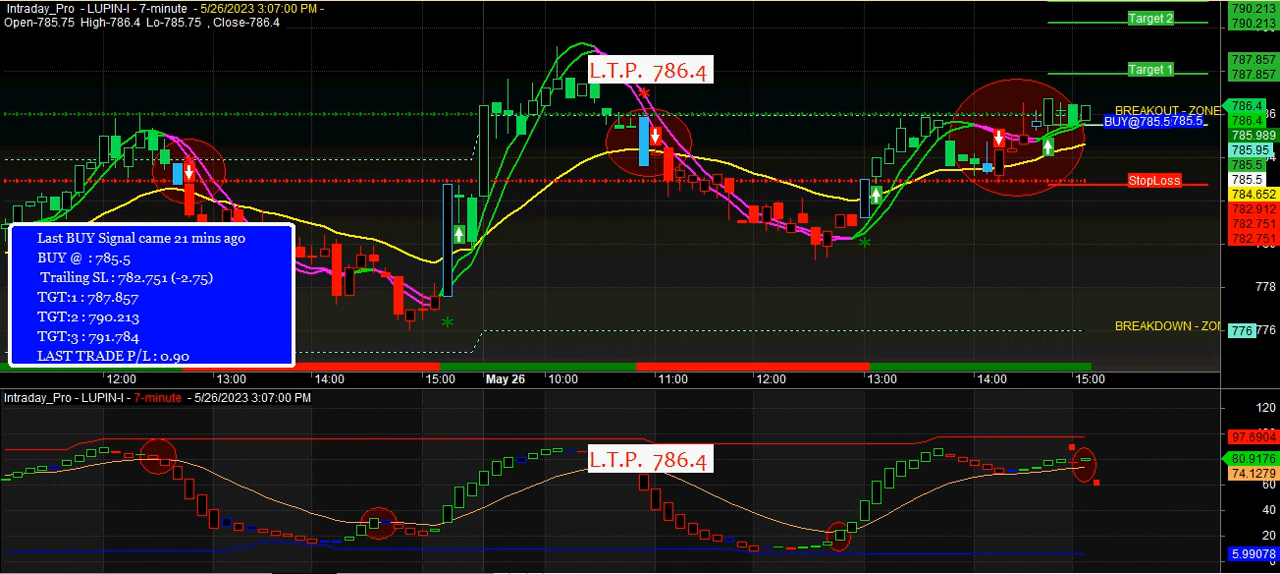 Intraday_Pro - LUPIN-I - 7-minute - 5/26/2023 3:07:00 PM -
Open-785.75 High-786.4 Lo-785.75 , Close-786.4
790.213
Target 2
790.213
L.T.P. 786.4
787.857
Target 1
787.857
786.4
BREAKOUT - ZONE
786.4
BUY@785.5
785.5
785.989
785.95
785.5
785.5
StopLoss
784.652
782.912
782.751
782.751
Last BUY Signal came 21 mins ago
BUY @ : 785.5
Trailing SL : 782.751 (-2.75)
TGT:1 : 787.857
TGT:2 : 790.213
TGT:3 : 791.784
LAST TRADE P/L : 0.90
778
BREAKDOWN - ZON
776
776
12:00 13:00 14:00 15:00 May 26 10:00 11:00 12:00 13:00 14:00 15:00
Intraday_Pro - LUPIN-I - 7-minute - 5/26/2023 3:07:00 PM
120
97.6904
L.T.P. 786.4
80.9176
74.1279
60
40
20
5.99078
0